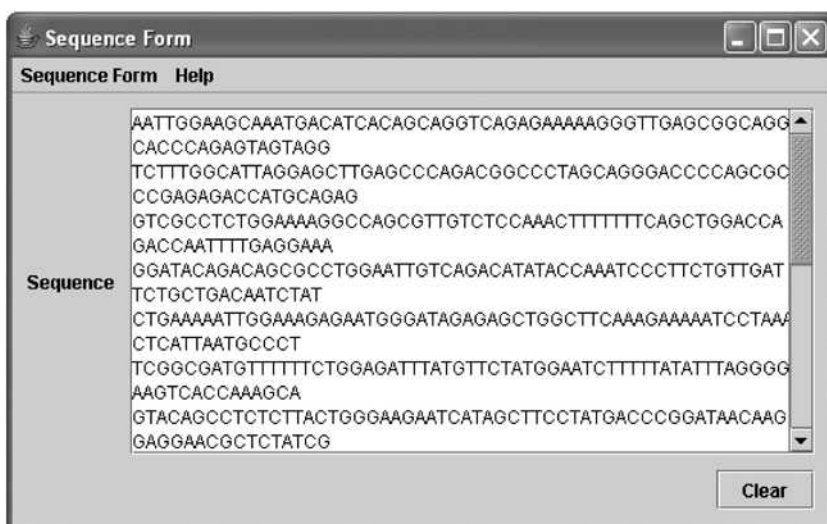 Sequence Form
Sequence Form Help
AATTGGAAGCAAATGACATCACAGCAGGTCAGAGAAAAAGGGTTGAGCGGCAGG
CACCCAGAGTAGTAGG
TCTTTGGCATTAGGAGCTTGAGCCCAGACGGCCCTAGCAGGGACCCCAGCGC
CCGAGAGACCATGCAGAG
GTCGCCTCTGGAAAAGGCCAGCGTTGTCTCCAAACTTTTTTTCAGCTGGACCA
GACCAATTTTGAGGAAA
GGATACAGACAGCGCCTGGAATTGTCAGACATATACCAAATCCCTTCTGTTGAT
TCTGCTGACAATCTAT
Sequence
CTGAAAAATTGGAAAGAGAATGGGATAGAGAGCTGGCTTCAAAGAAAAATCCTAAA
CTCATTAATGCCCT
TCGGCGATGTTTTTTCTGGAGATTTATGTTCTATGGAATCTTTTTATATTTAGGGG
AAGTCACCAAAGCA
GTACAGCCTCTCTTACTGGGAAGAATCATAGCTTCCTATGACCCGGATAACAAG
GAGGAACGCTCTATCG
Clear